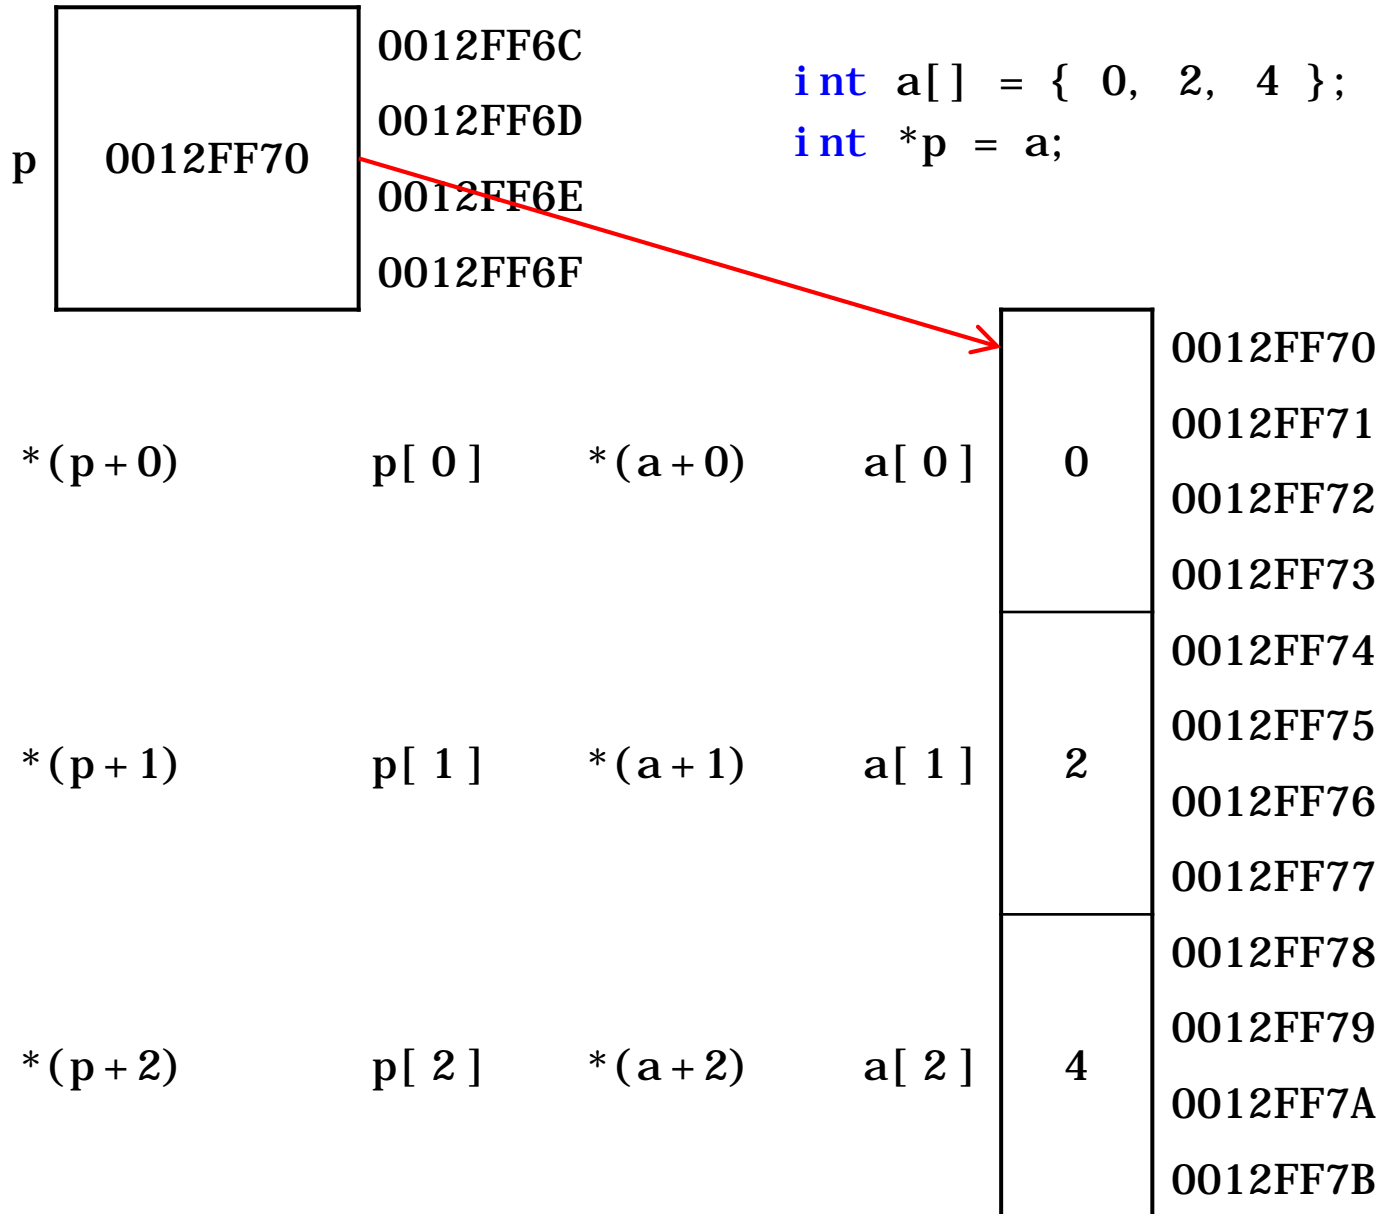 0012FF6C
int a[] = { 0, 2, 4 };
0012FF6D
int *p = a;
p 0012FF70
0012FF6E
0012FF6F
0012FF70
0012FF71
*(p+0) p[0] *(a+0) a[0] 0
0012FF72
0012FF73
0012FF74
0012FF75
*(p+1) p[1] *(a+1) a[1] 2
0012FF76
0012FF77
0012FF78
0012FF79
*(p+2) p[2] *(a+2) a[2] 4
0012FF7A
0012FF7B